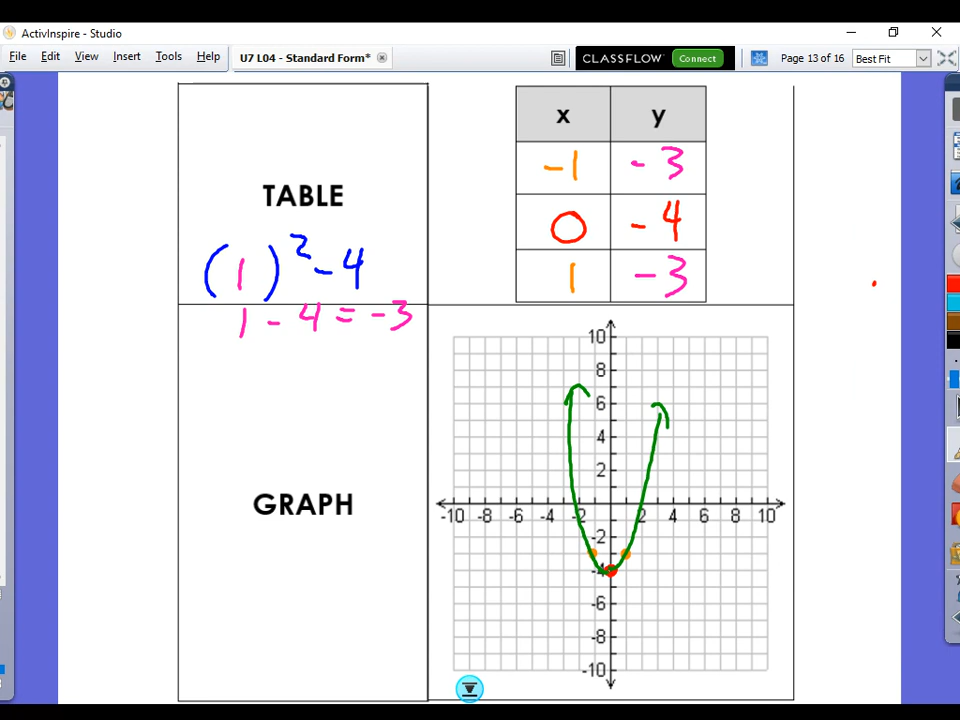 ActivInspire - Studio
File Edit View Insert Tools Help U7 L04 - Standard Form* CLASSFLOW Connect Page 13 of 16 Best Fit
x y
-1 -3
TABLE
0 -4
(1)² - 4
1 -3
1 - 4 = -3
10
8
6
4
2
-10 -8 -6 -4 -2 2 4 6 8 10
-2
-4
-6
-8
-10
GRAPH